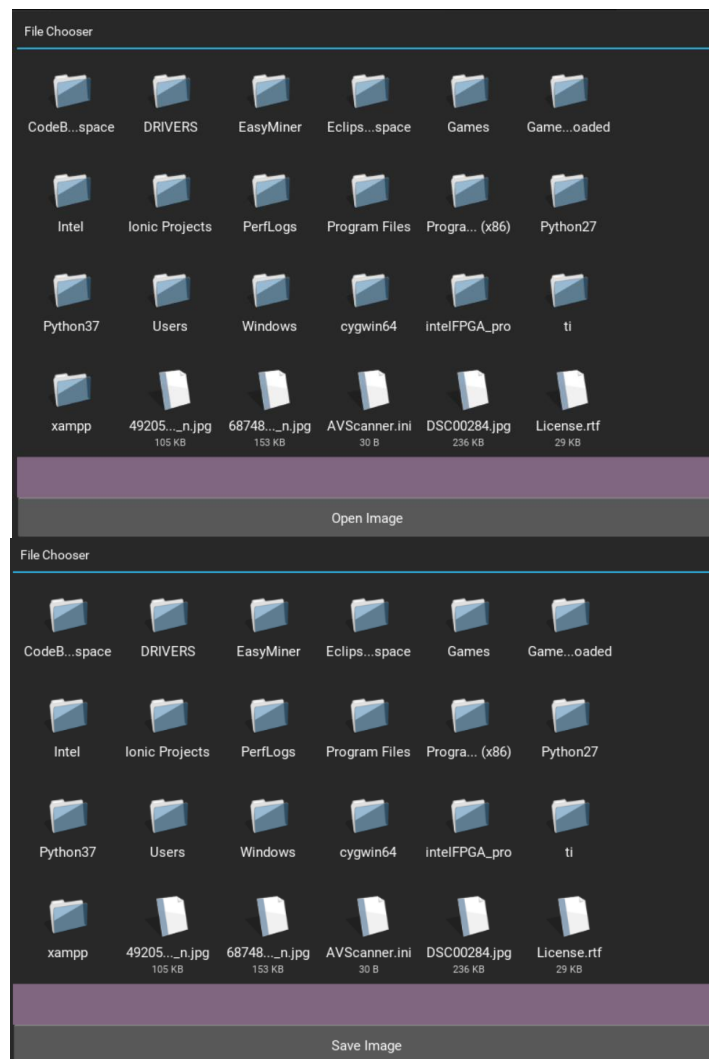 File Chooser
CodeB...space DRIVERS EasyMiner Eclips...space Games Game...oaded
Intel Ionic Projects PerfLogs Program Files Progra... (x86) Python27
Python37 Users Windows cygwin64 intelFPGA_pro ti
xampp 49205..._n.jpg 68748..._n.jpg AVScanner.ini DSC00284.jpg License.rtf
105 KB 153 KB 30 B 236 KB 29 KB
Open Image
File Chooser
CodeB...space DRIVERS EasyMiner Eclips...space Games Game...oaded
Intel Ionic Projects PerfLogs Program Files Progra... (x86) Python27
Python37 Users Windows cygwin64 intelFPGA_pro ti
xampp 49205..._n.jpg 68748..._n.jpg AVScanner.ini DSC00284.jpg License.rtf
105 KB 153 KB 30 B 236 KB 29 KB
Save Image